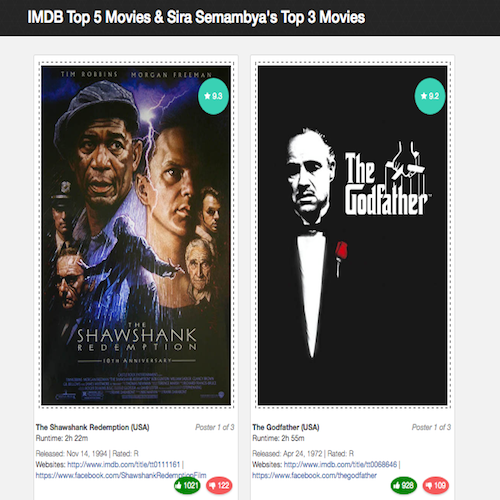 IMDB Top 5 Movies & Sira Semambya's Top 3 Movies
TIM ROBBINS MORGAN FREEMAN
★ 9.3
THE
SHAWSHANK
REDEMPTION
10TH ANNIVERSARY
★ 9.2
The
Godfather
The Shawshank Redemption (USA) Poster 1 of 3
Runtime: 2h 22m
Released: Nov 14, 1994 | Rated: R
Websites: http://www.imdb.com/title/tt0111161 |
https://www.facebook.com/ShawshankRedemptionFilm
1021 122
The Godfather (USA) Poster 1 of 3
Runtime: 2h 55m
Released: Apr 24, 1972 | Rated: R
Websites: http://www.imdb.com/title/tt0068646 |
https://www.facebook.com/thegodfather
928 109